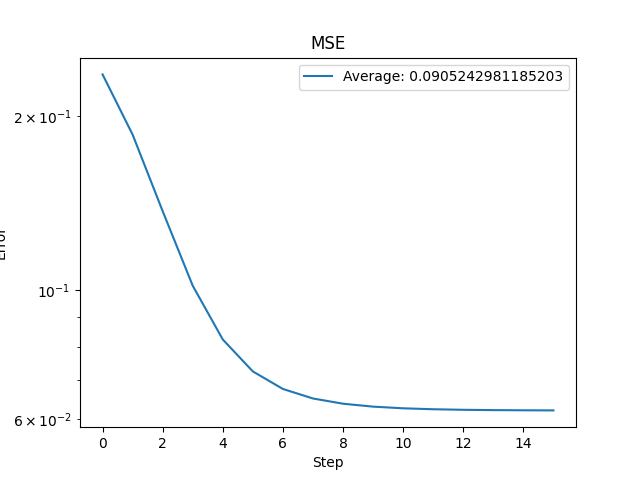 MSE
Average: 0.0905242981185203
2 × 10⁻¹
10⁻¹
6 × 10⁻²
Error
0 2 4 6 8 10 12 14
Step